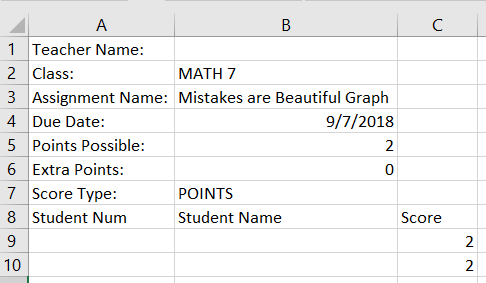 A B C
1 Teacher Name:
2 Class: MATH 7
3 Assignment Name: Mistakes are Beautiful Graph
4 Due Date: 9/7/2018
5 Points Possible: 2
6 Extra Points: 0
7 Score Type: POINTS
8 Student Num Student Name Score
9 2
10 2